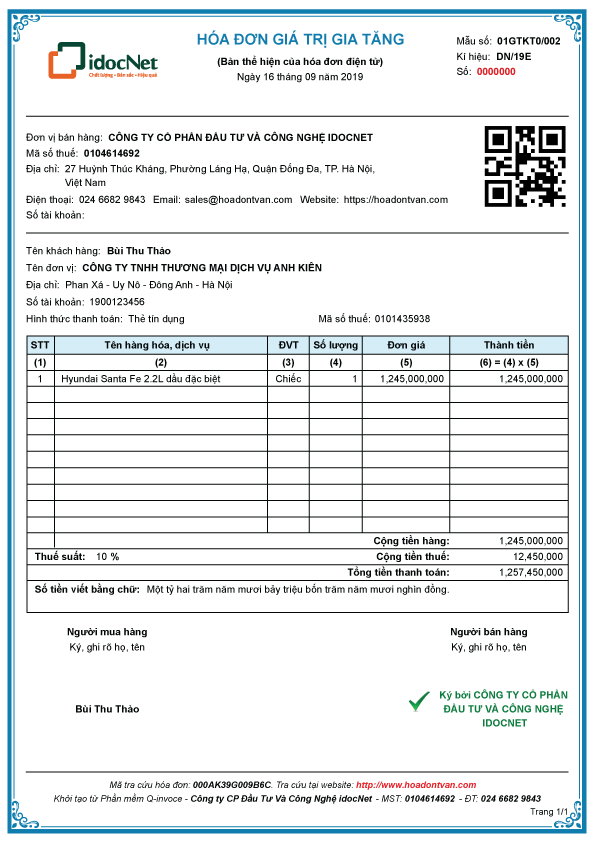 HÓA ĐƠN GIÁ TRỊ GIA TĂNG
(Bản thể hiện của hóa đơn điện tử)
Ngày 16 tháng 09 năm 2019
Mẫu số: 01GTKT0/002
Kí hiệu: DN/19E
Số: 0000000
idocNet
Chất lượng • Bản sắc • Hiệu quả
Đơn vị bán hàng: CÔNG TY CỔ PHẦN ĐẦU TƯ VÀ CÔNG NGHỆ IDOCNET
Mã số thuế: 0104614692
Địa chỉ: 27 Huỳnh Thúc Kháng, Phường Láng Hạ, Quận Đống Đa, TP. Hà Nội,
Việt Nam
Điện thoại: 024 6682 9843 Email: sales@hoadontvan.com Website: https://hoadontvan.com
Số tài khoản:
Tên khách hàng: Bùi Thu Thảo
Tên đơn vị: CÔNG TY TNHH THƯƠNG MẠI DỊCH VỤ ANH KIÊN
Địa chỉ: Phan Xá - Uy Nô - Đông Anh - Hà Nội
Số tài khoản: 1900123456
Hình thức thanh toán: Thẻ tín dụng Mã số thuế: 0101435938
STT Tên hàng hóa, dịch vụ ĐVT Số lượng Đơn giá Thành tiền
(1) (2) (3) (4) (5) (6) = (4) x (5)
1 Hyundai Santa Fe 2.2L dầu đặc biệt Chiếc 1 1,245,000,000 1,245,000,000
Cộng tiền hàng: 1,245,000,000
Thuế suất: 10 % Cộng tiền thuế: 12,450,000
Tổng tiền thanh toán: 1,257,450,000
Số tiền viết bằng chữ: Một tỷ hai trăm năm mươi bảy triệu bốn trăm năm mươi nghìn đồng.
Người mua hàng Người bán hàng
Ký, ghi rõ họ, tên Ký, ghi rõ họ, tên
Bùi Thu Thảo
Ký bởi CÔNG TY CỔ PHẦN
ĐẦU TƯ VÀ CÔNG NGHỆ
IDOCNET
Mã tra cứu hóa đơn: 000AK39G009B6C. Tra cứu tại website: http://www.hoadontvan.com
Khởi tạo từ Phần mềm Q-invoce - Công ty CP Đầu Tư Và Công Nghệ idocNet - MST: 0104614692 - ĐT: 024 6682 9843
Trang 1/1